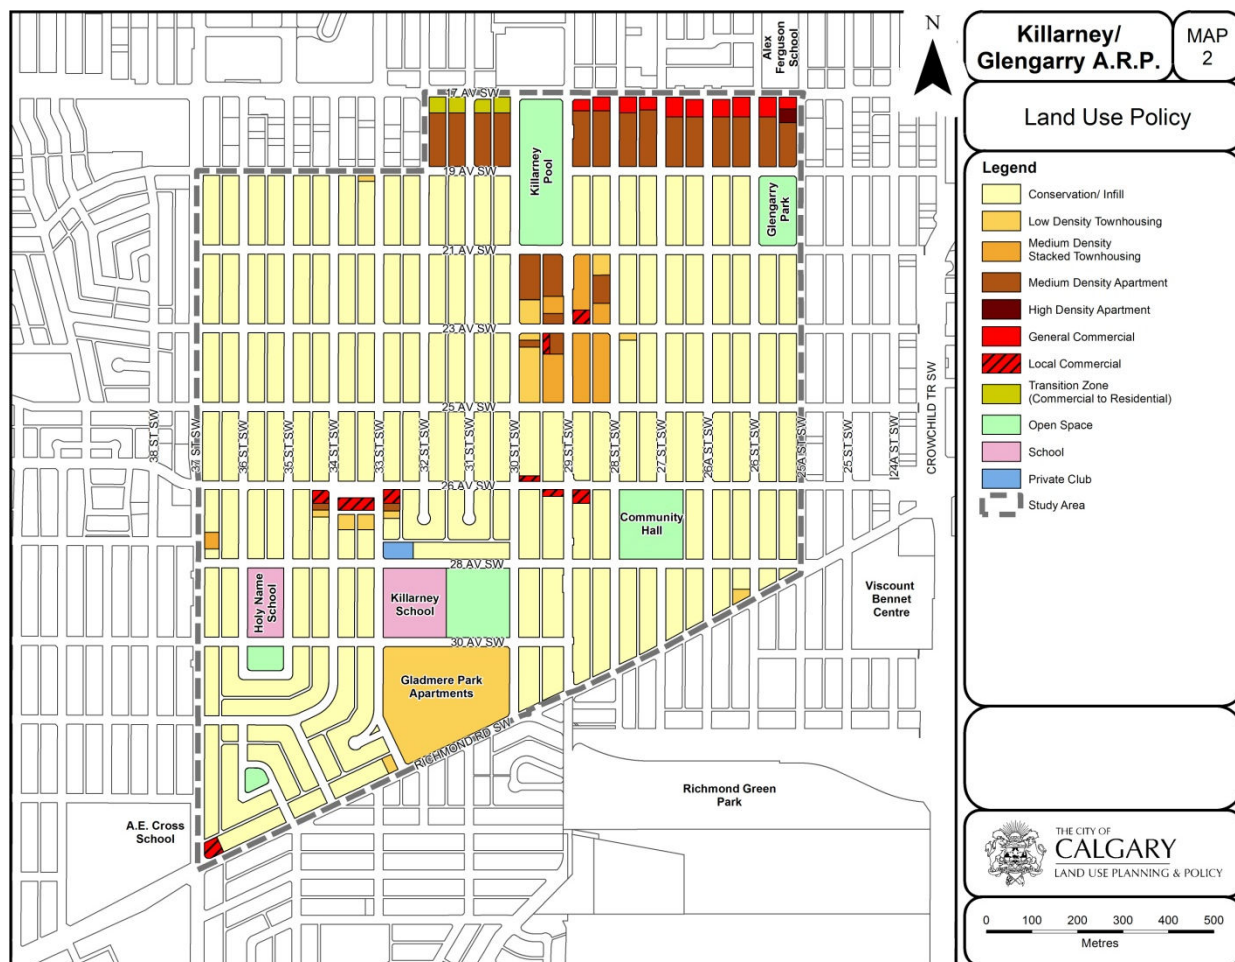 Killarney/
Glengarry A.R.P.
MAP
2
Land Use Policy
Legend
Conservation/ Infill
Low Density Townhousing
Medium Density
Stacked Townhousing
Medium Density Apartment
High Density Apartment
General Commercial
Local Commercial
Transition Zone
(Commercial to Residential)
Open Space
School
Private Club
Study Area
THE CITY OF
CALGARY
LAND USE PLANNING & POLICY
0 100 200 300 400 500
Metres
N
Alex
Ferguson
School
17 AV SW
Killarney
Pool
19 AV SW
Glengarry
Park
21 AV SW
23 AV SW
25 AV SW
38 ST SW
37 ST SW
36 ST SW
35 ST SW
34 ST SW
33 ST SW
32 ST SW
31 ST SW
30 ST SW
29 ST SW
28 ST SW
27 ST SW
26A ST SW
26 ST SW
25A ST SW
25 ST SW
24A ST SW
CROWCHILD TR SW
26 AV SW
Community
Hall
28 AV SW
Holy Name
School
Killarney
School
Viscount
Bennet
Centre
30 AV SW
Gladmere Park
Apartments
RICHMOND RD SW
Richmond Green
Park
A.E. Cross
School